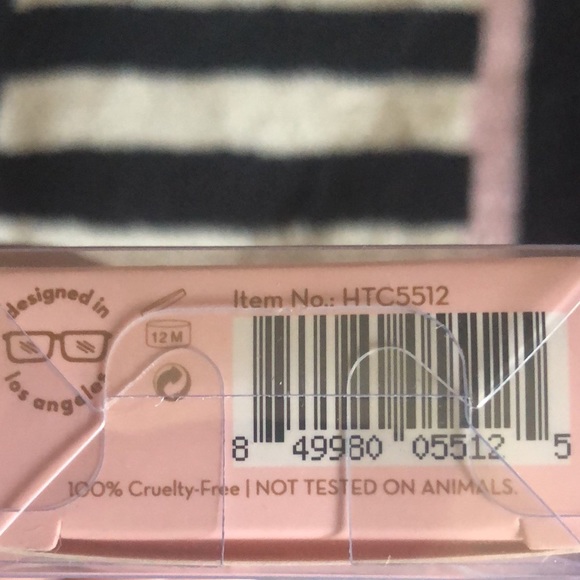 designed in
los angeles
12 M
Item No.: HTC5512
8 49980 05512 5
100% Cruelty-Free | NOT TESTED ON ANIMALS.